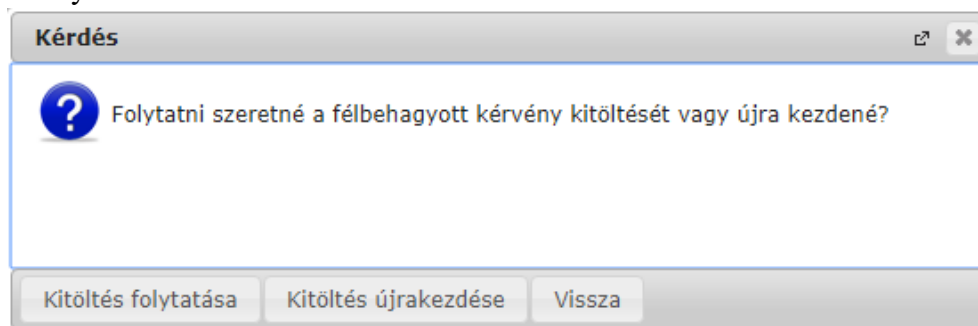 Kérdés
Folytatni szeretné a félbehagyott kérvény kitöltését vagy újra kezdené?
Kitöltés folytatása Kitöltés újrakezdése Vissza